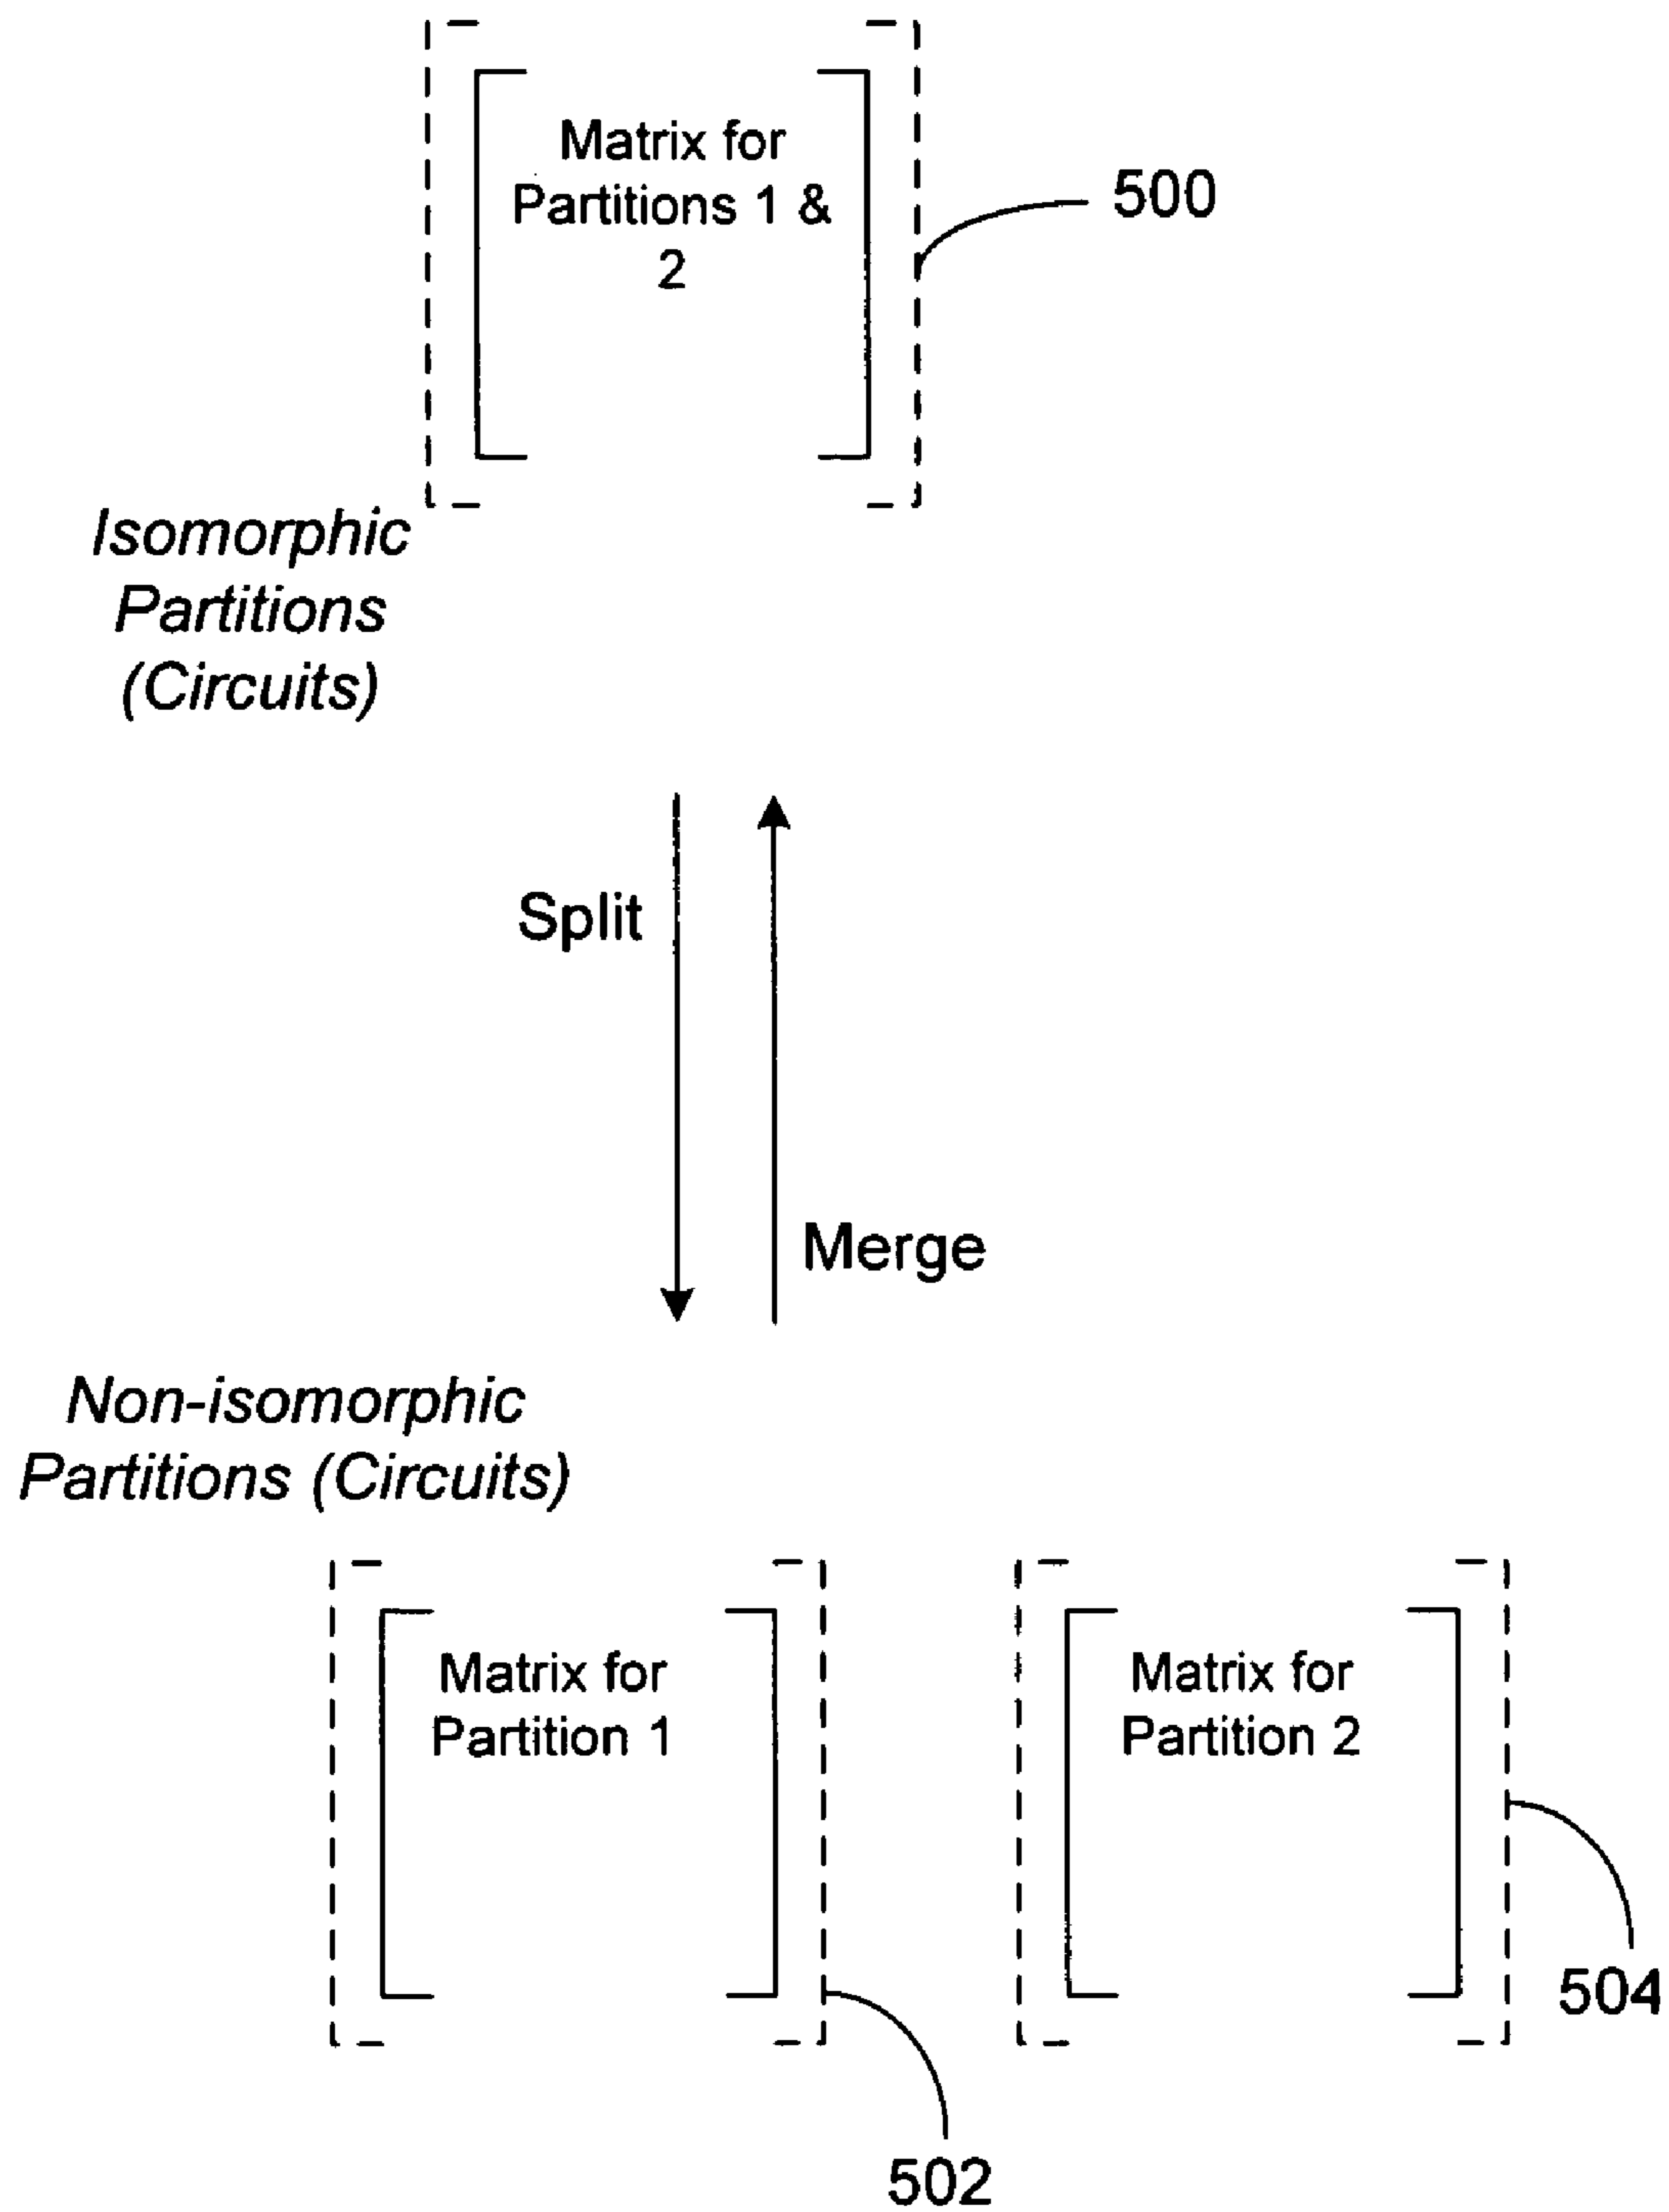 Matrix for
Partitions 1 &
2
500
Isomorphic
Partitions
(Circuits)
Split
Merge
Non-isomorphic
Partitions (Circuits)
Matrix for
Partition 1
Matrix for
Partition 2
504
502